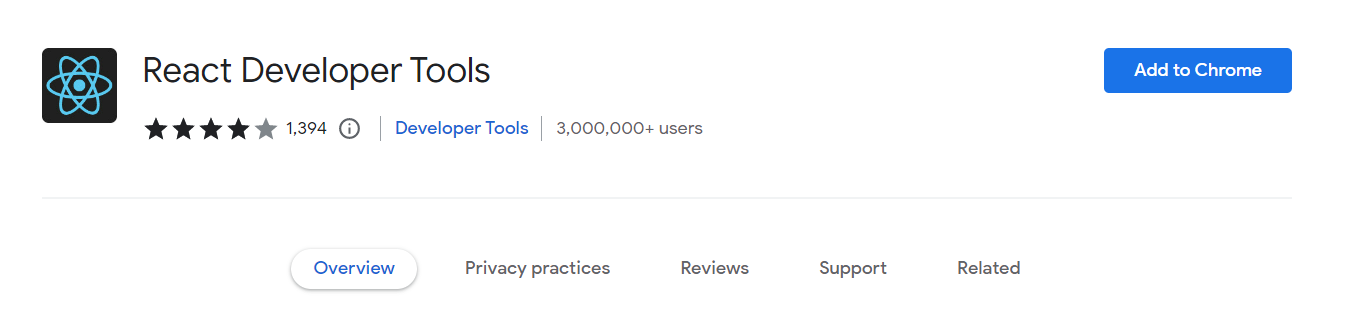 React Developer Tools
Add to Chrome
1,394
Developer Tools
3,000,000+ users
Overview
Privacy practices
Reviews
Support
Related